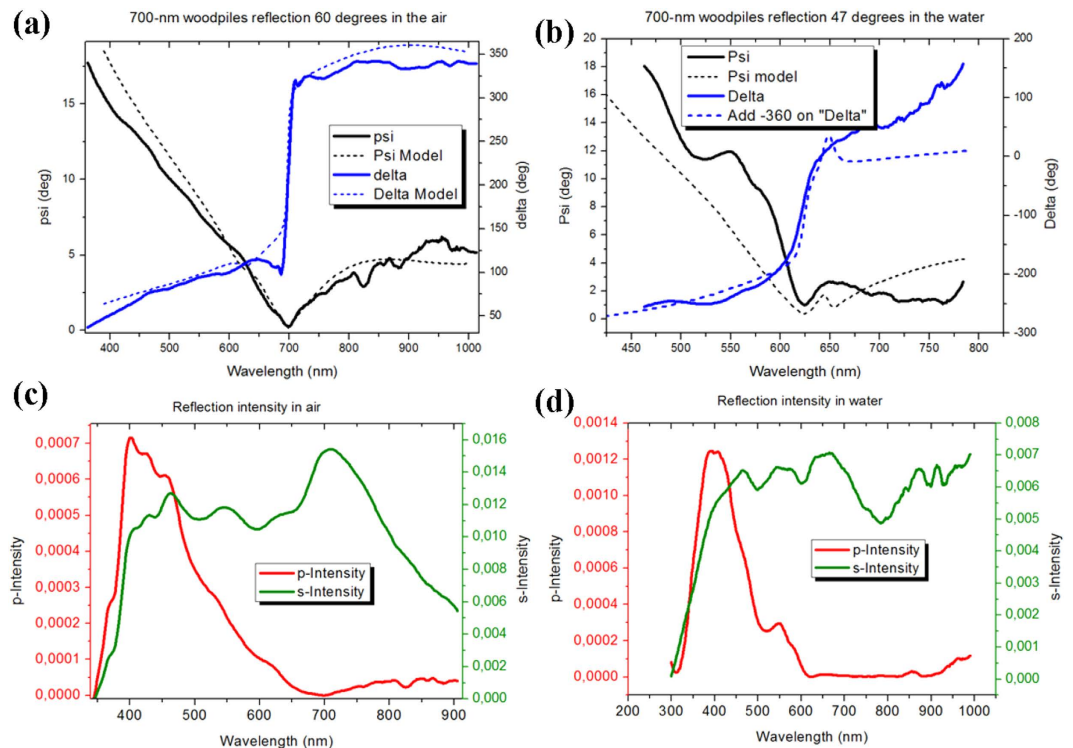 (a)
700-nm woodpiles reflection 60 degrees in the air
psi (deg)
15
10
5
0
psi
Psi Model
delta
Delta Model
350
300
250
200
150
100
50
delta (deg)
400 500 600 700 800 900 1000
Wavelength (nm)
(b)
700-nm woodpiles reflection 47 degrees in the water
Psi (deg)
20
18
16
14
12
10
8
6
4
2
0
Psi
Psi model
Delta
Add -360 on "Delta"
200
150
100
50
0
-50
-100
-150
-200
-250
-300
Delta (deg)
450 500 550 600 650 700 750 800
Wavelength (nm)
(c)
Reflection intensity in air
p-Intensity
0,0007
0,0006
0,0005
0,0004
0,0003
0,0002
0,0001
0,0000
p-Intensity
s-Intensity
0,016
0,014
0,012
0,010
0,008
0,006
0,004
0,002
0,000
s-Intensity
400 500 600 700 800 900
Wavelength (nm)
(d)
Reflection intensity in water
p-Intensity
0,0014
0,0012
0,0010
0,0008
0,0006
0,0004
0,0002
0,0000
p-Intensity
s-Intensity
0,008
0,007
0,006
0,005
0,004
0,003
0,002
0,001
0,000
s-Intensity
200 300 400 500 600 700 800 900 1000
Wavelength (nm)